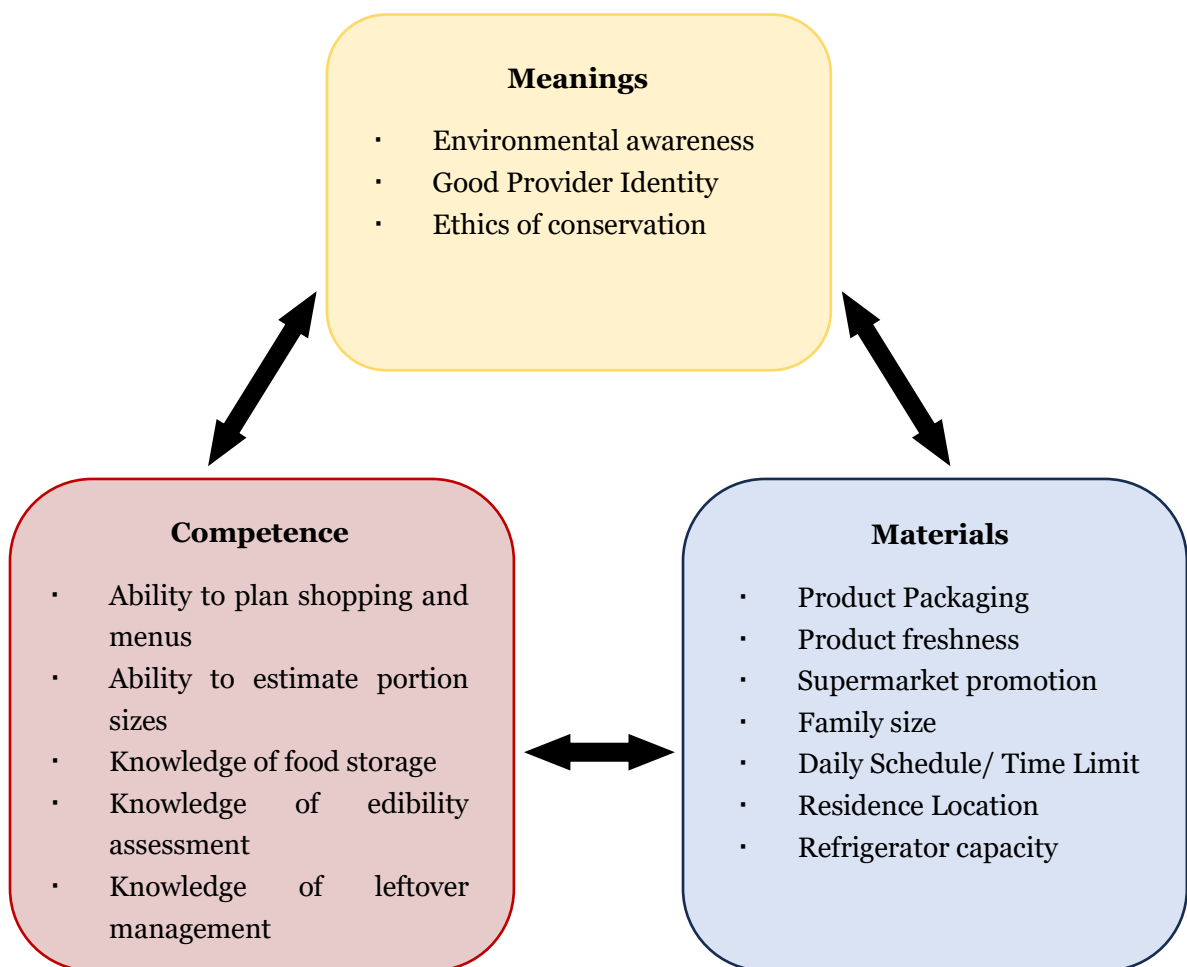 Meanings
· Environmental awareness
· Good Provider Identity
· Ethics of conservation
Competence
· Ability to plan shopping and
menus
· Ability to estimate portion
sizes
· Knowledge of food storage
· Knowledge of edibility
assessment
· Knowledge of leftover
management
Materials
· Product Packaging
· Product freshness
· Supermarket promotion
· Family size
· Daily Schedule/ Time Limit
· Residence Location
· Refrigerator capacity